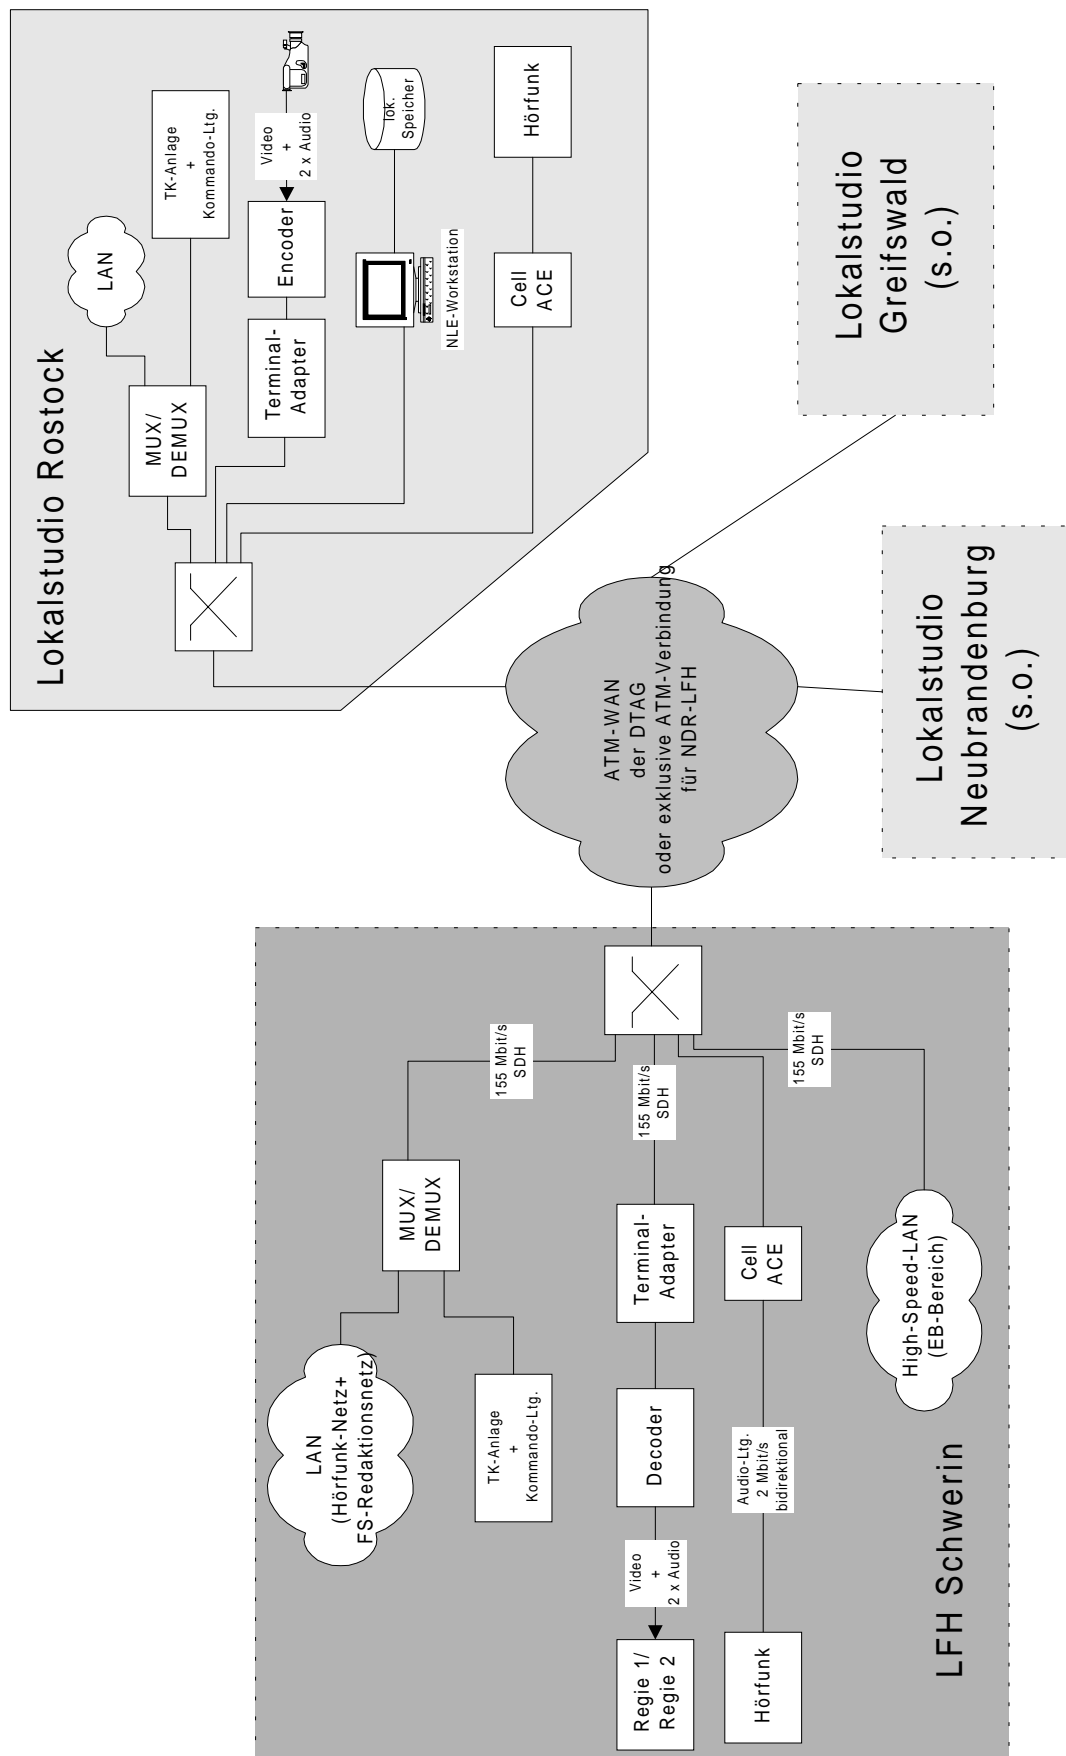 Lokalstudio Rostock
LAN
TK-Anlage
+
Kommando-Ltg.
MUX/
DEMUX
Video
+
2 x Audio
Encoder
Terminal-
Adapter
lok.
Speicher
NLE-Workstation
Hörfunk
Cell
ACE
Lokalstudio
Greifswald
(s.o.)
Lokalstudio
Neubrandenburg
(s.o.)
ATM-WAN
der DTAG
oder exklusive ATM-Verbindung
für NDR-LFH
155 Mbit/s
SDH
155 Mbit/s
SDH
155 Mbit/s
SDH
MUX/
DEMUX
LAN
(Hörfunk-Netz+
FS-Redaktionsnetz)
TK-Anlage
+
Kommando-Ltg.
Terminal-
Adapter
Decoder
Video
+
2 x Audio
Regie 1/
Regie 2
Cell
ACE
Audio-Ltg.
2 Mbit/s
bidirektional
Hörfunk
High-Speed-LAN
(EB-Bereich)
LFH Schwerin